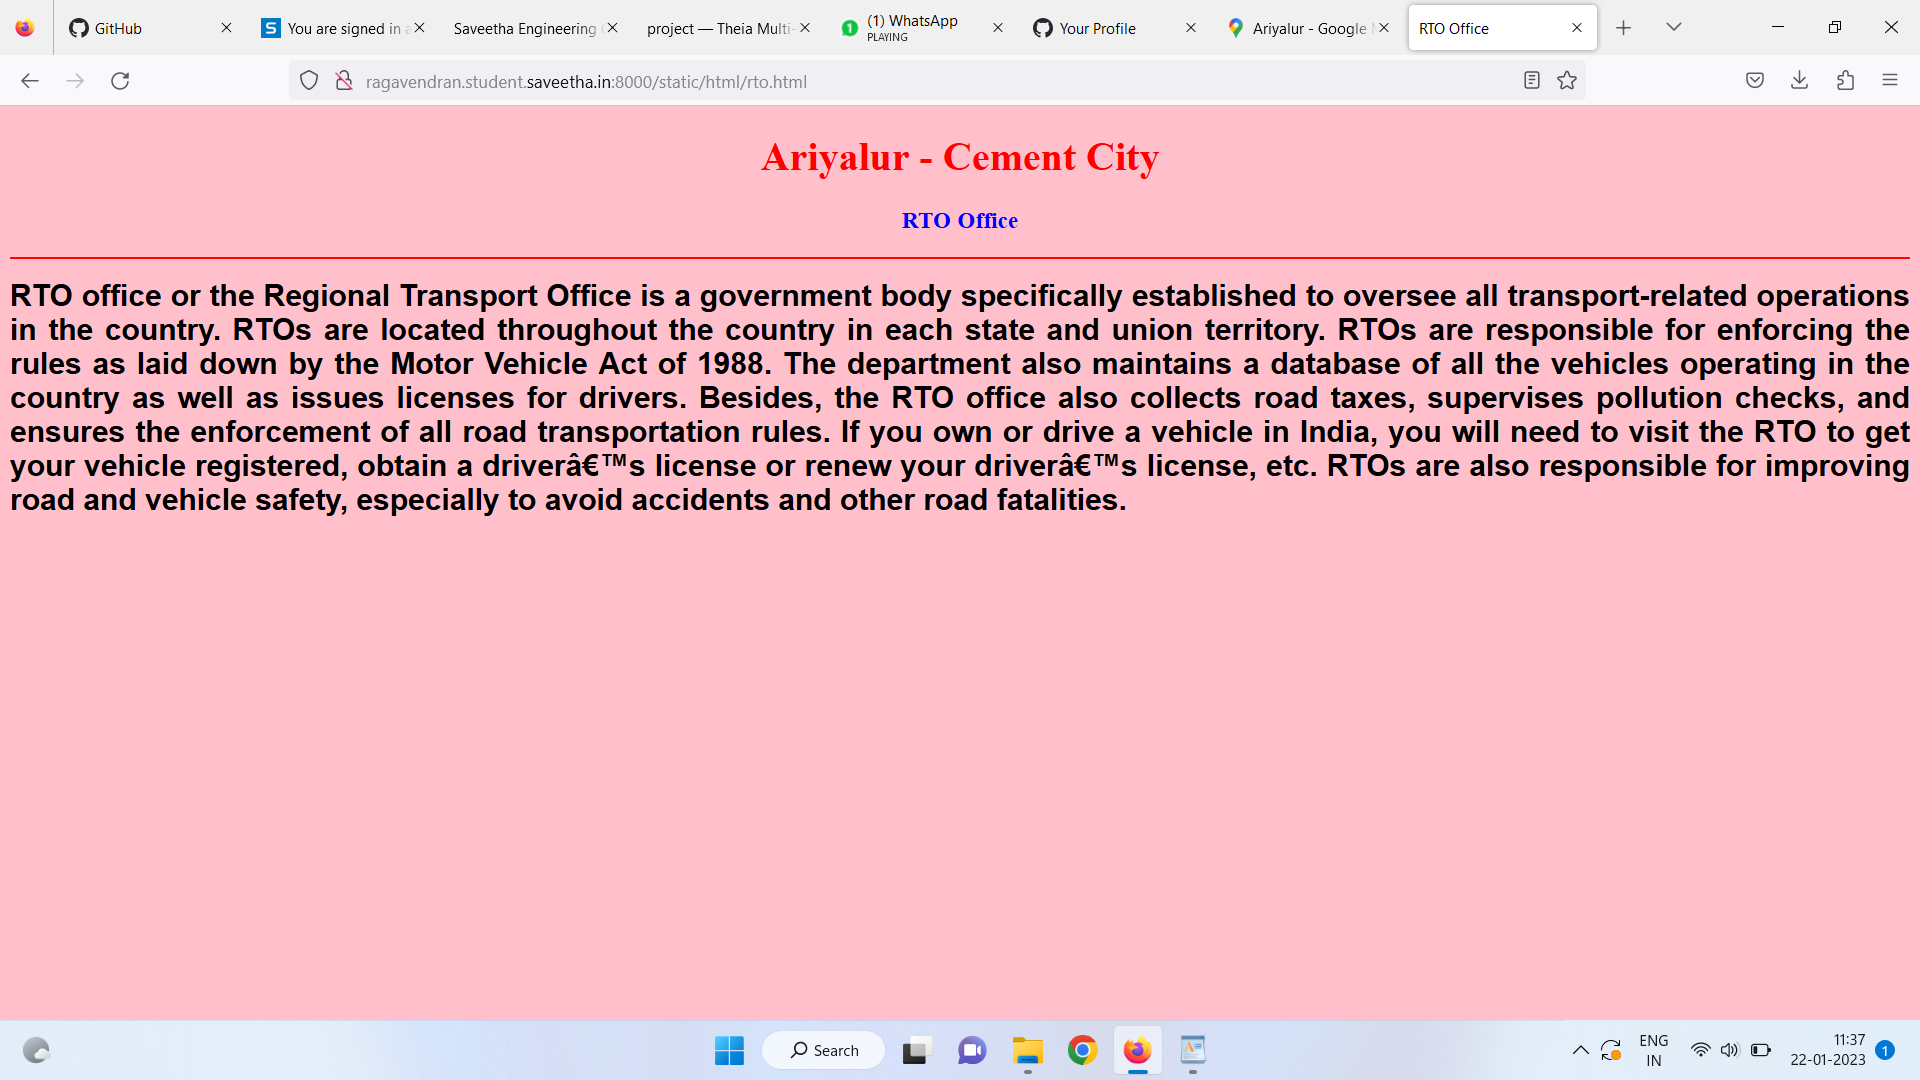 GitHub
You are signed in a
Saveetha Engineering
project — Theia Multi-
(1) WhatsApp
PLAYING
Your Profile
Ariyalur - Google
RTO Office
ragavendran.student.saveetha.in:8000/static/html/rto.html
Ariyalur - Cement City
RTO Office
RTO office or the Regional Transport Office is a government body specifically established to oversee all transport-related operations
in the country. RTOs are located throughout the country in each state and union territory. RTOs are responsible for enforcing the
rules as laid down by the Motor Vehicle Act of 1988. The department also maintains a database of all the vehicles operating in the
country as well as issues licenses for drivers. Besides, the RTO office also collects road taxes, supervises pollution checks, and
ensures the enforcement of all road transportation rules. If you own or drive a vehicle in India, you will need to visit the RTO to get
your vehicle registered, obtain a driverâ€™s license or renew your driverâ€™s license, etc. RTOs are also responsible for improving
road and vehicle safety, especially to avoid accidents and other road fatalities.
Search
ENG
IN
11:37
22-01-2023
1